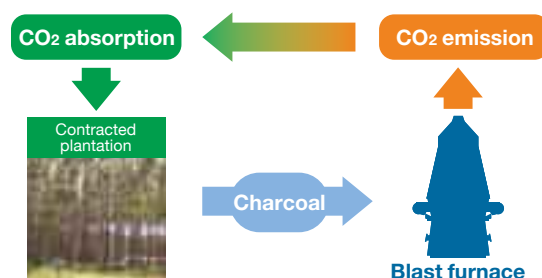 CO2 absorption
CO2 emission
Contracted
plantation
Charcoal
Blast furnace